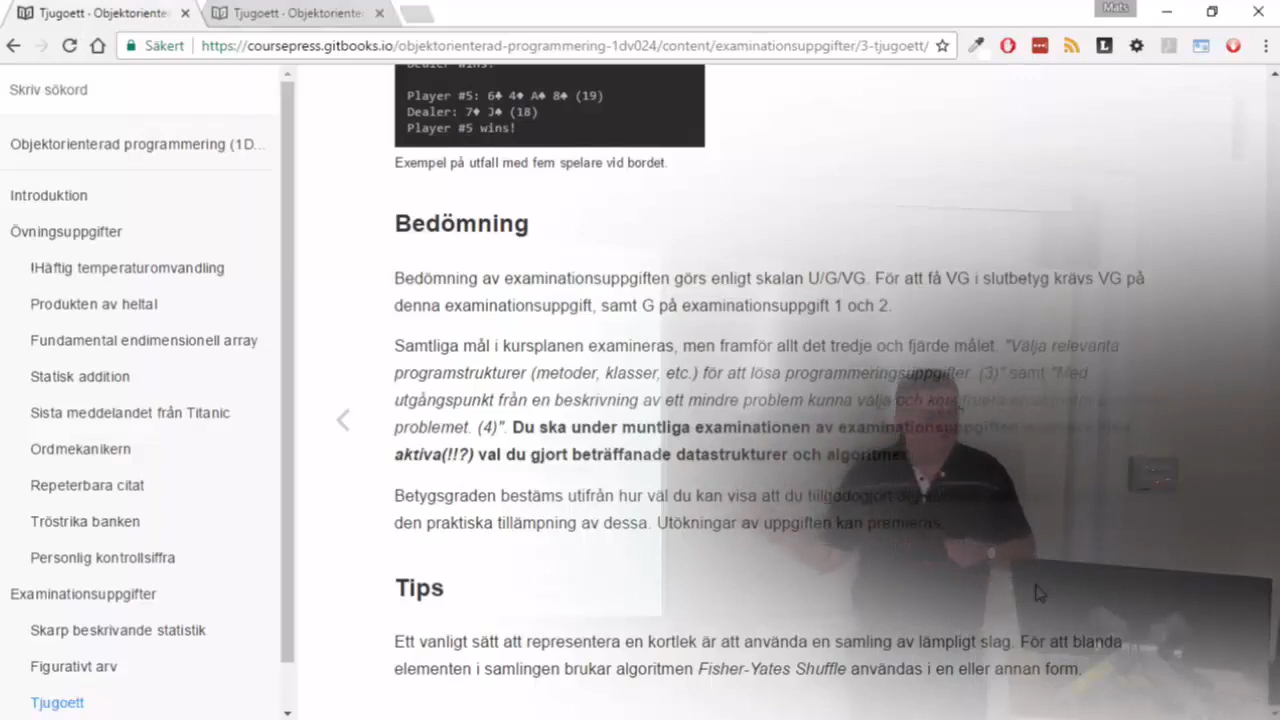 Tjugoett - Objektorienter
Tjugoett - Objektorienter
Mats
Säkert
https://coursepress.gitbooks.io/objektorienterad-programmering-1dv024/content/examinationsuppgifter/3-tjugoett/
Skriv sökord
Objektorienterad programmering (1D...
Introduktion
Övningsuppgifter
!Häftig temperaturomvandling
Produkten av heltal
Fundamental endimensionell array
Statisk addition
Sista meddelandet från Titanic
Ordmekanikern
Repeterbara citat
Tröstrika banken
Personlig kontrollsiffra
Examinationsuppgifter
Skarp beskrivande statistik
Figurativt arv
Tjugoett
Dealer wins!
Player #5: 6♣ 4♦ A♠ 8♠ (19)
Dealer: 7♦ J♠ (18)
Player #5 wins!
Exempel på utfall med fem spelare vid bordet.
Bedömning
Bedömning av examinationsuppgiften görs enligt skalan U/G/VG. För att få VG i slutbetyg krävs VG på
denna examinationsuppgift, samt G på examinationsuppgift 1 och 2.
Samtliga mål i kursplanen examineras, men framför allt det tredje och fjärde målet. "Välja relevanta
programstrukturer (metoder, klasser, etc.) för att lösa programmeringsuppgifter. (3)" samt "Med
utgångspunkt från en beskrivning av ett mindre problem kunna välja och
problemet. (4)". Du ska under muntliga examinationen av examinationsuppgiften
aktiva(!!?) val du gjort beträffanade datastrukturer och algoritmer.
Betygsgraden bestäms utifrån hur väl du kan visa att du tillgodogjort
den praktiska tillämpning av dessa. Utökningar av uppgiften kan premieras.
Tips
Ett vanligt sätt att representera en kortlek är att använda en samling av lämpligt slag. För att blanda
elementen i samlingen brukar algoritmen Fisher-Yates Shuffle användas i en eller annan form.